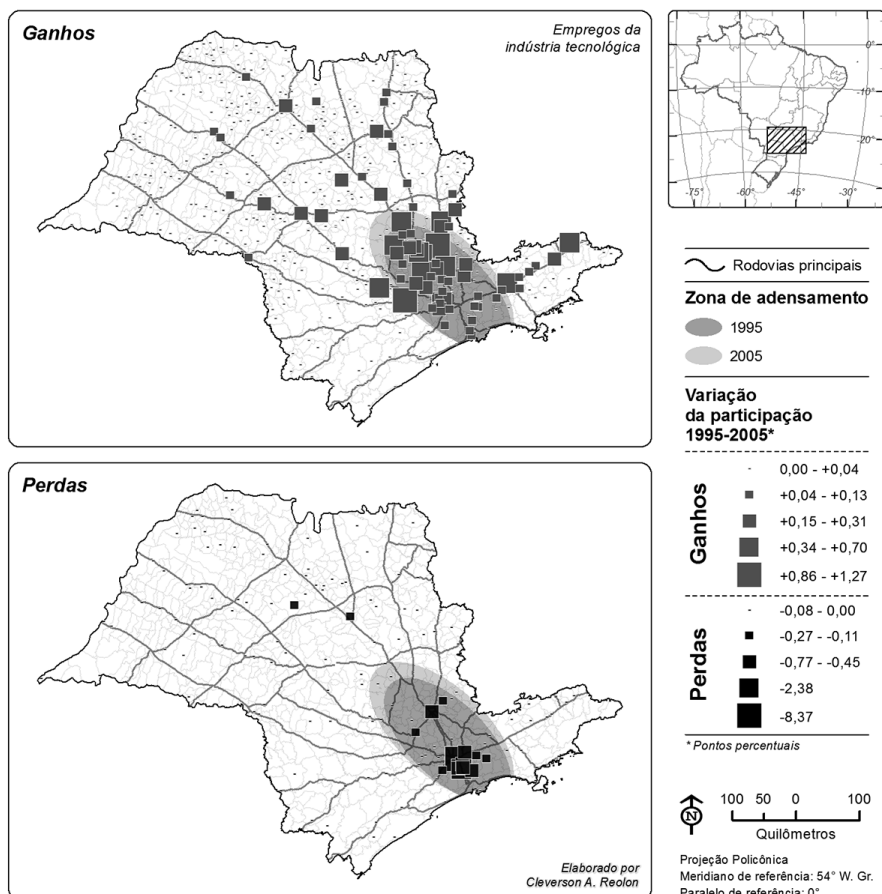 Ganhos
Empregos da
indústria tecnológica
0°
-10°
-20°
-30°
-75°
-60°
-45°
-30°
Rodovias principais
Zona de adensamento
1995
2005
Variação
da participação
1995-2005*
Ganhos
0,00 - +0,04
+0,04 - +0,13
+0,15 - +0,31
+0,34 - +0,70
+0,86 - +1,27
Perdas
-0,08 - 0,00
-0,27 - -0,11
-0,77 - -0,45
-2,38
-8,37
* Pontos percentuais
Perdas
Elaborado por
Cleverson A. Reolon
N
100 50 0 100
Quilômetros
Projeção Policônica
Meridiano de referência: 54° W. Gr.
Paralelo de referência: 0°